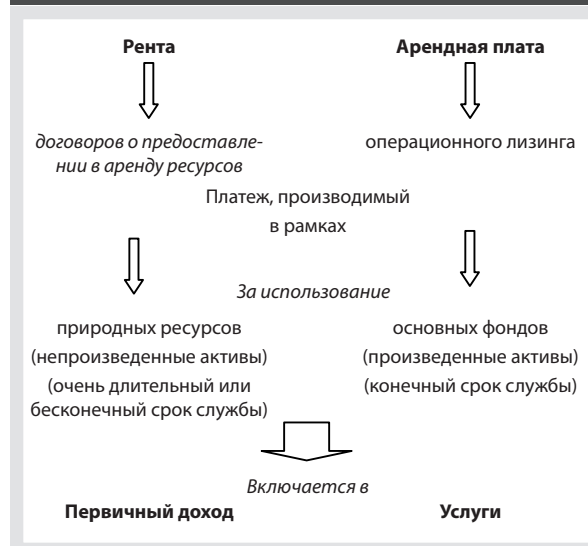 Рента
Арендная плата
договоров о предоставле-
нии в аренду ресурсов
операционного лизинга
Платеж, производимый
в рамках
За использование
природных ресурсов
(непроизведенные активы)
(очень длительный или
бесконечный срок службы)
основных фондов
(произведенные активы)
(конечный срок службы)
Включается в
Первичный доход
Услуги